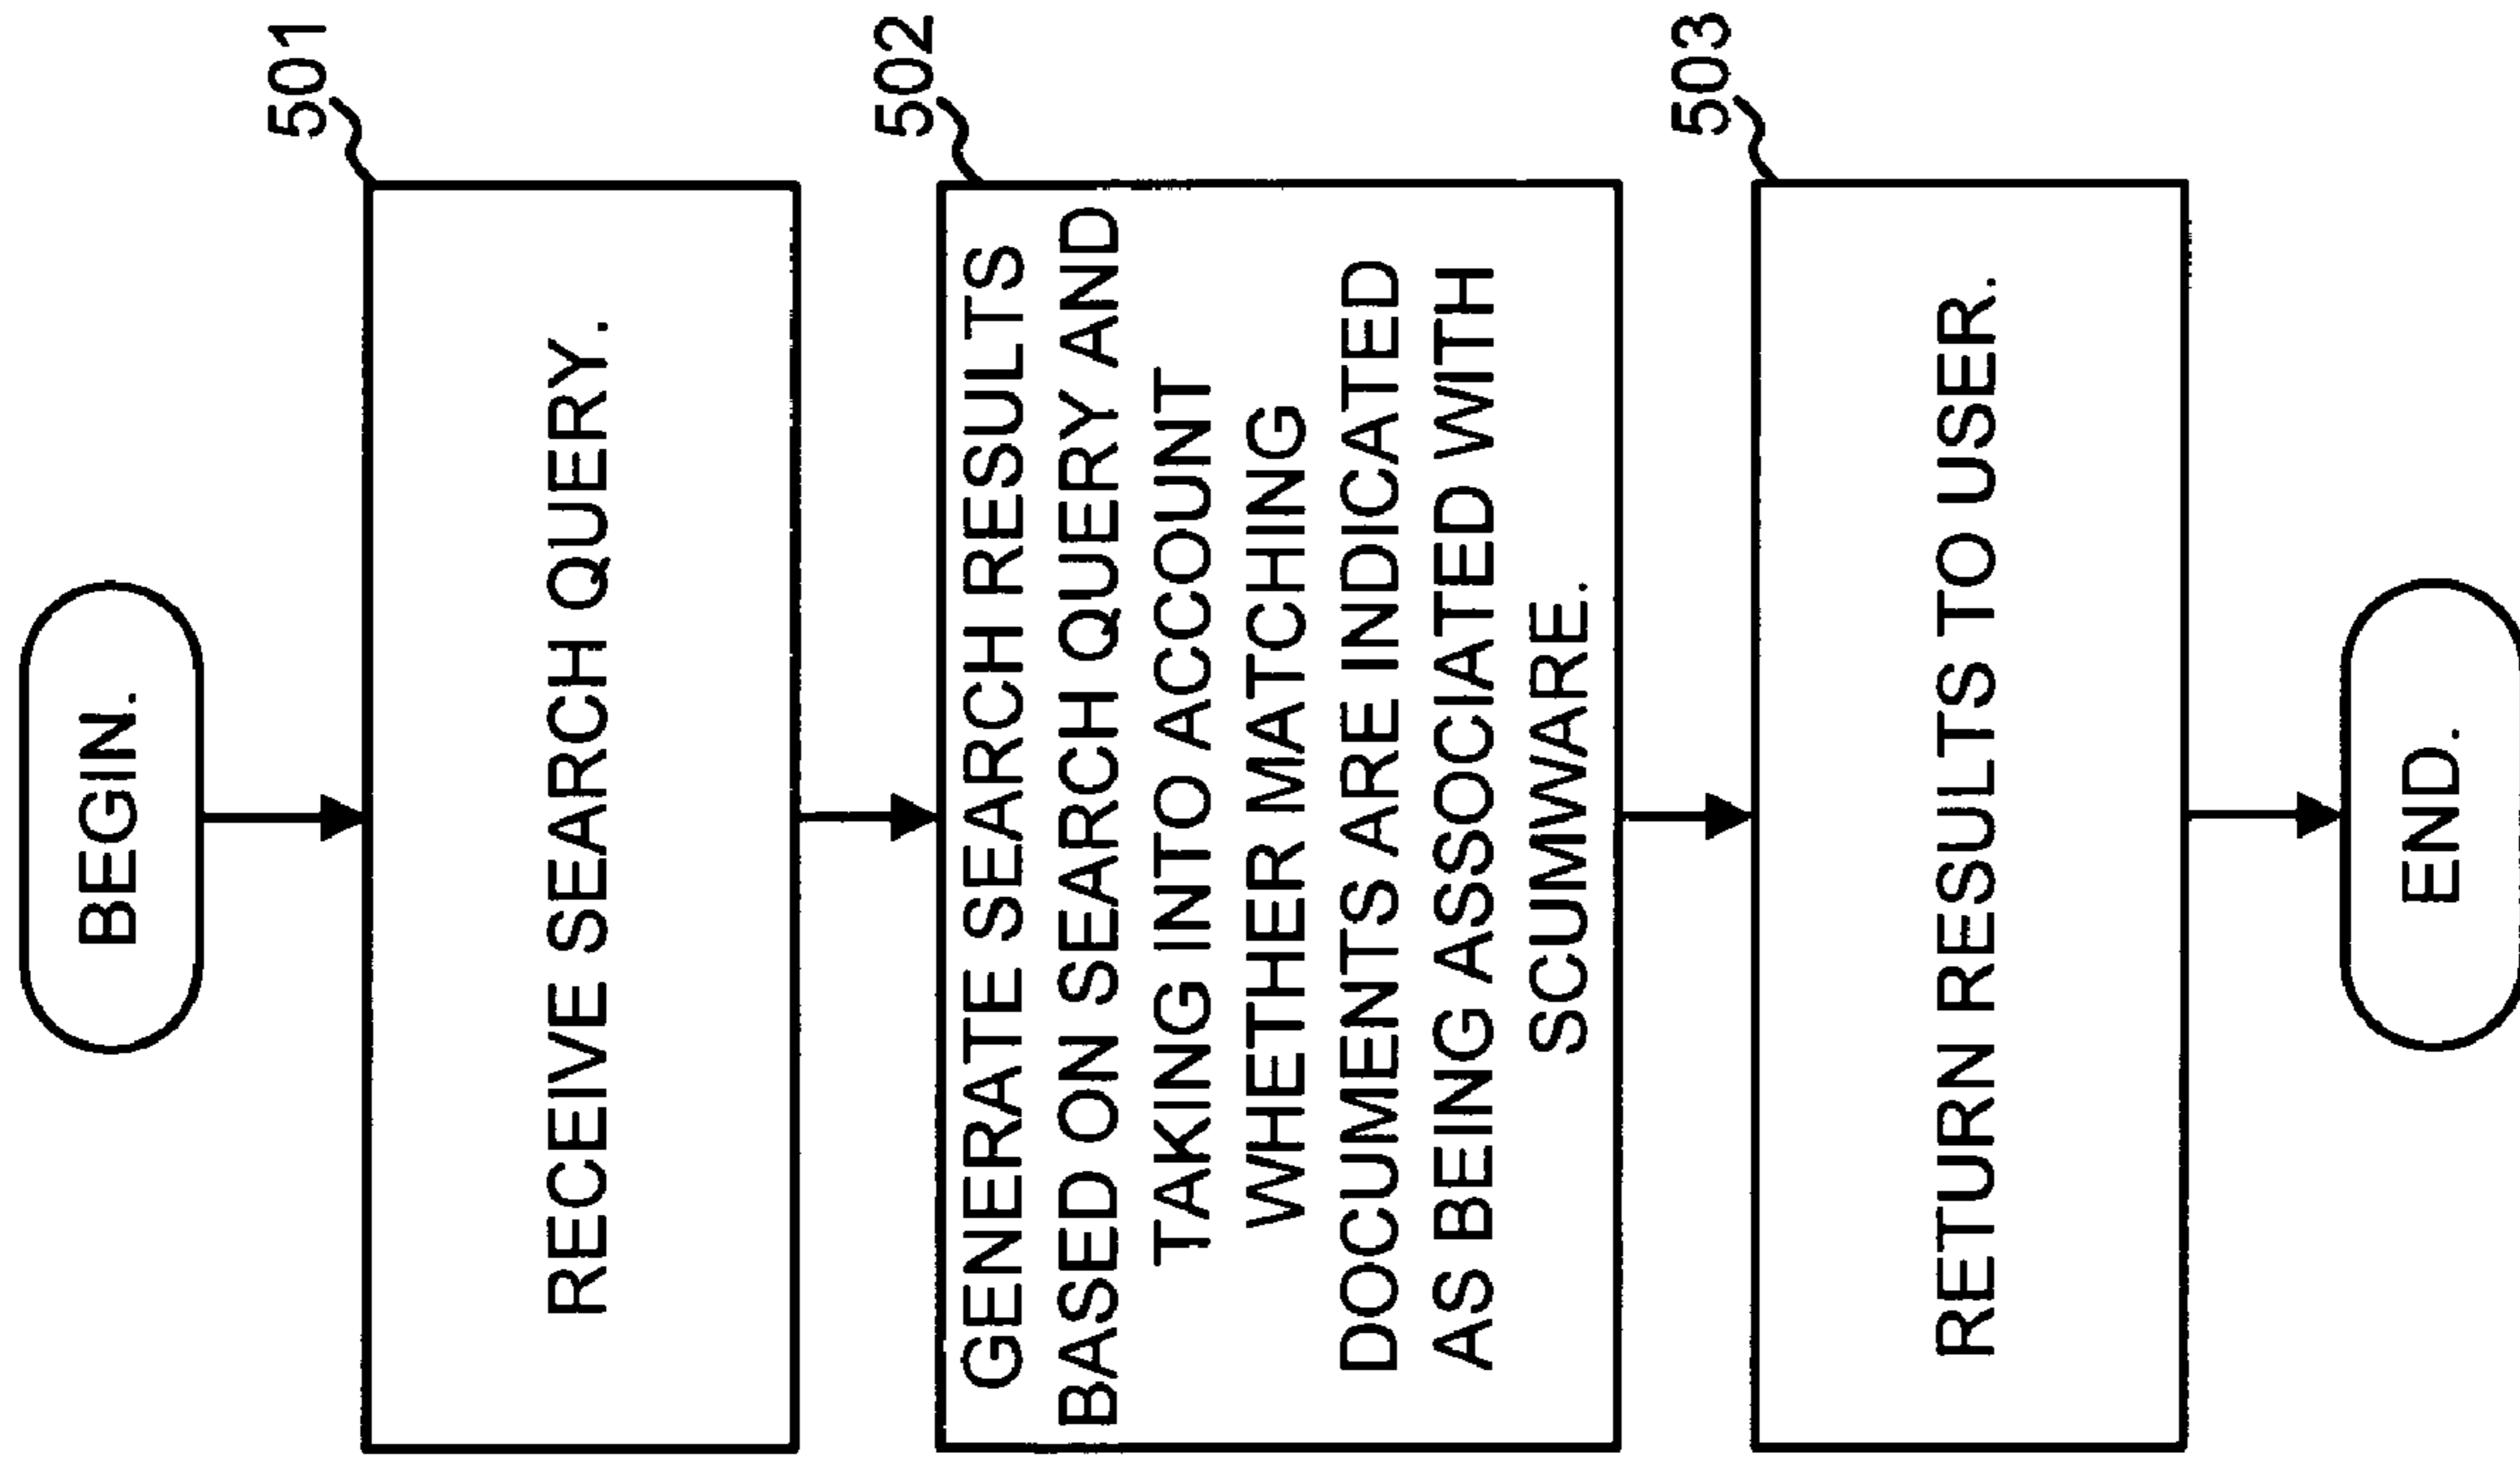 BEGIN.
501
RECEIVE SEARCH QUERY.
502
GENERATE SEARCH RESULTS
BASED ON SEARCH QUERY AND
TAKING INTO ACCOUNT
WHETHER MATCHING
DOCUMENTS ARE INDICATED
AS BEING ASSOCIATED WITH
SCUMWARE.
503
RETURN RESULTS TO USER.
END.